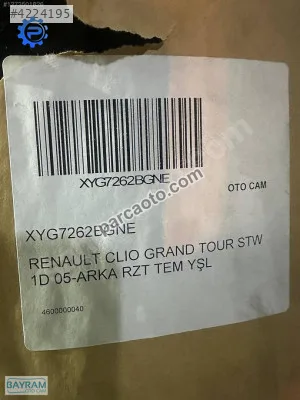 #4224195
XYG7262BGNE
OTO CAM
parcaoto.com
XYG7262BGNE
RENAULT CLIO GRAND TOUR STW
1D 05-ARKA RZT TEM YŞL
4600000040
BAYRAM